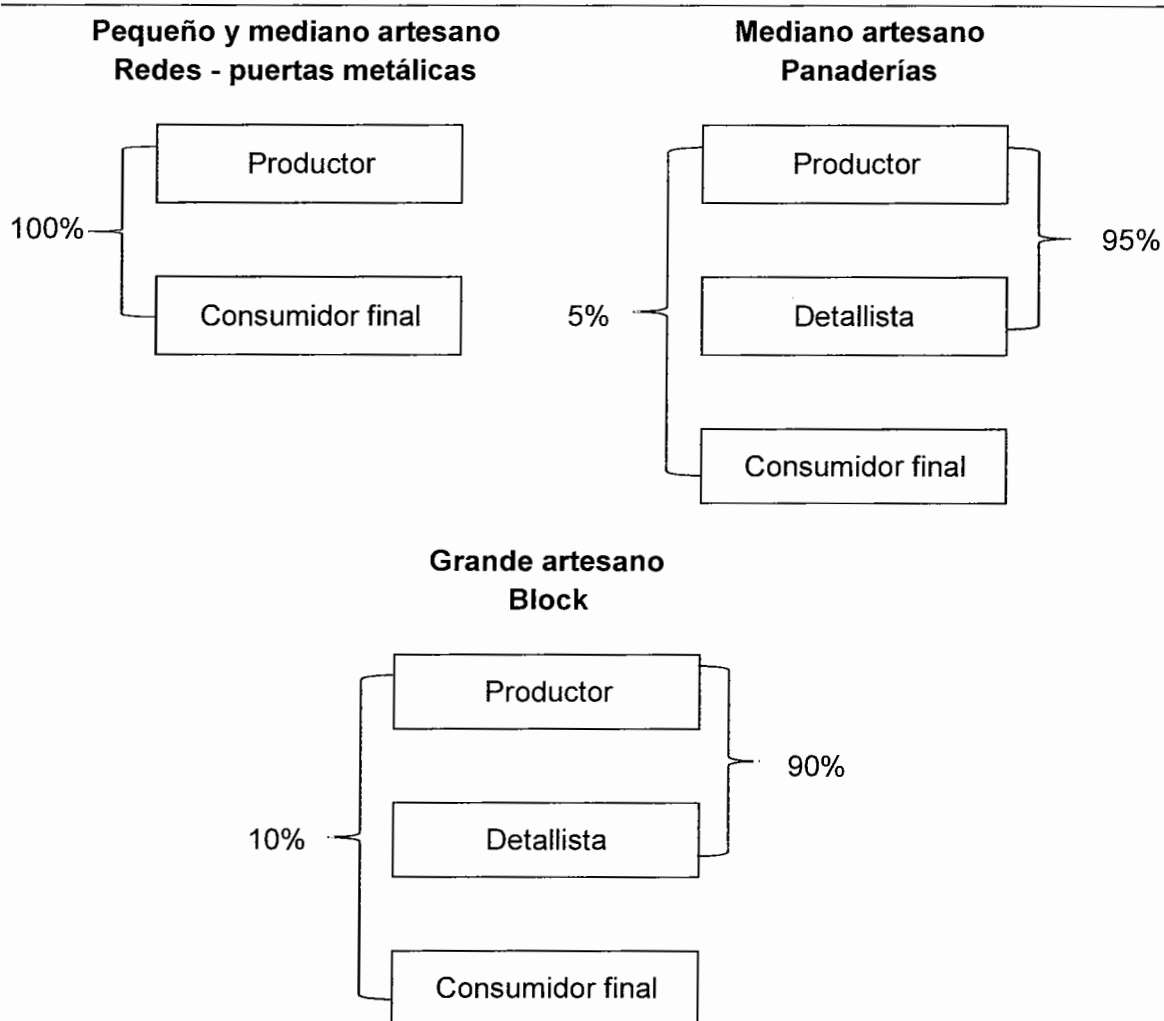 Pequeño y mediano artesano
Redes - puertas metálicas
Productor
100%
Consumidor final
Mediano artesano
Panaderías
Productor
95%
5%
Detallista
Consumidor final
Grande artesano
Block
Productor
90%
10%
Detallista
Consumidor final